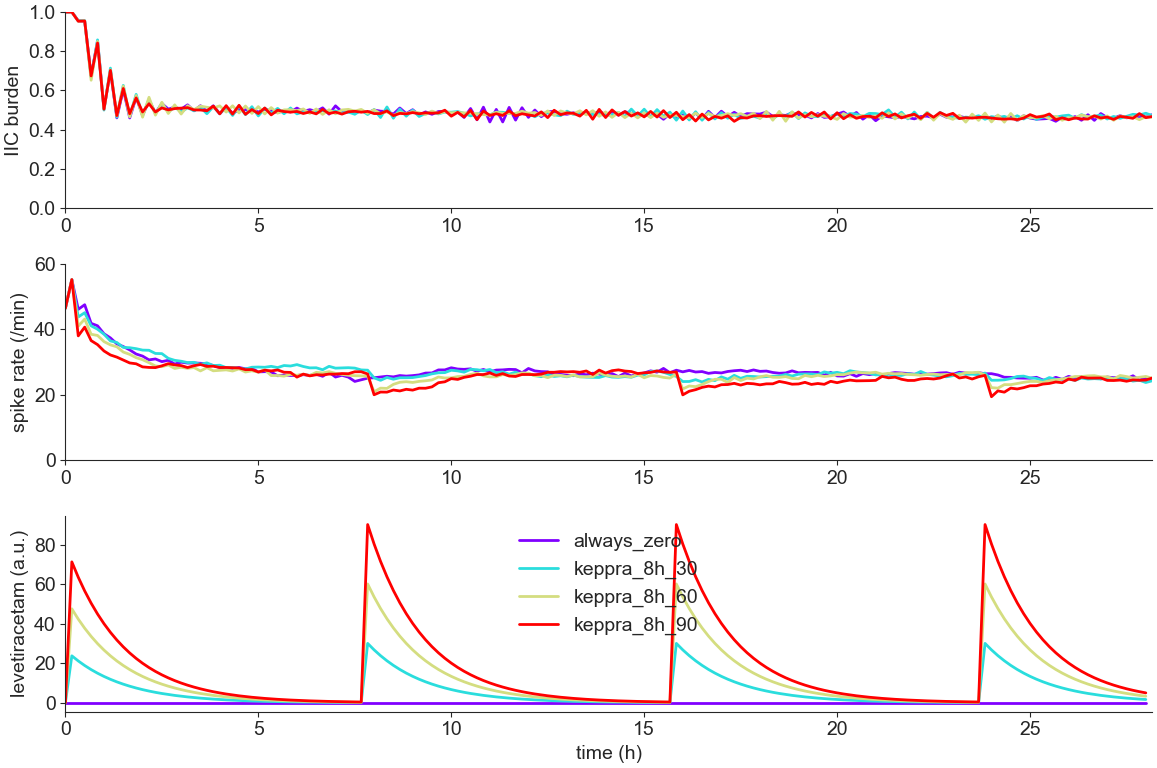 IIC burden
1.0
0.8
0.6
0.4
0.2
0.0
0 5 10 15 20 25
spike rate (/min)
60
40
20
0
0 5 10 15 20 25
levetiracetam (a.u.)
80
60
40
20
0
always_zero
keppra_8h_30
keppra_8h_60
keppra_8h_90
0 5 10 15 20 25
time (h)